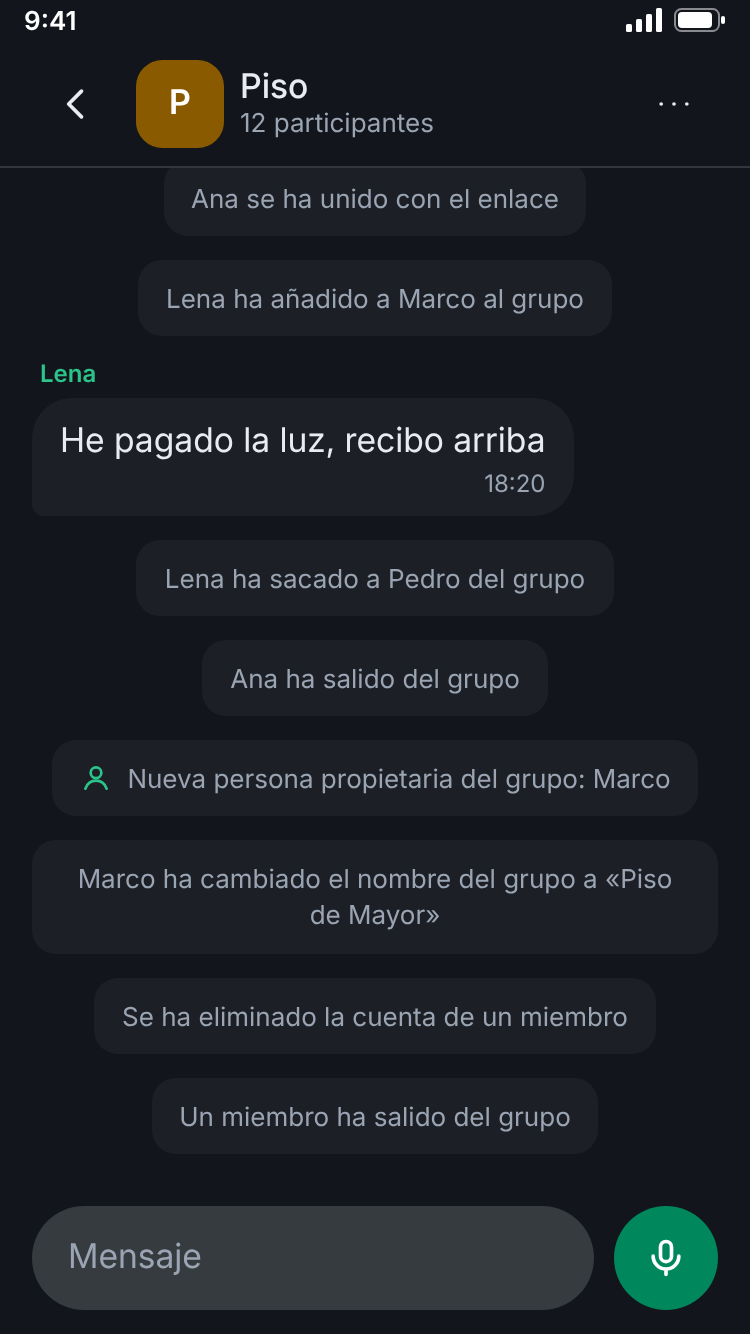 9:41
P
Piso
12 participantes
Ana se ha unido con el enlace
Lena ha añadido a Marco al grupo
Lena
He pagado la luz, recibo arriba
18:20
Lena ha sacado a Pedro del grupo
Ana ha salido del grupo
Nueva persona propietaria del grupo: Marco
Marco ha cambiado el nombre del grupo a «Piso
de Mayor»
Se ha eliminado la cuenta de un miembro
Un miembro ha salido del grupo
Mensaje